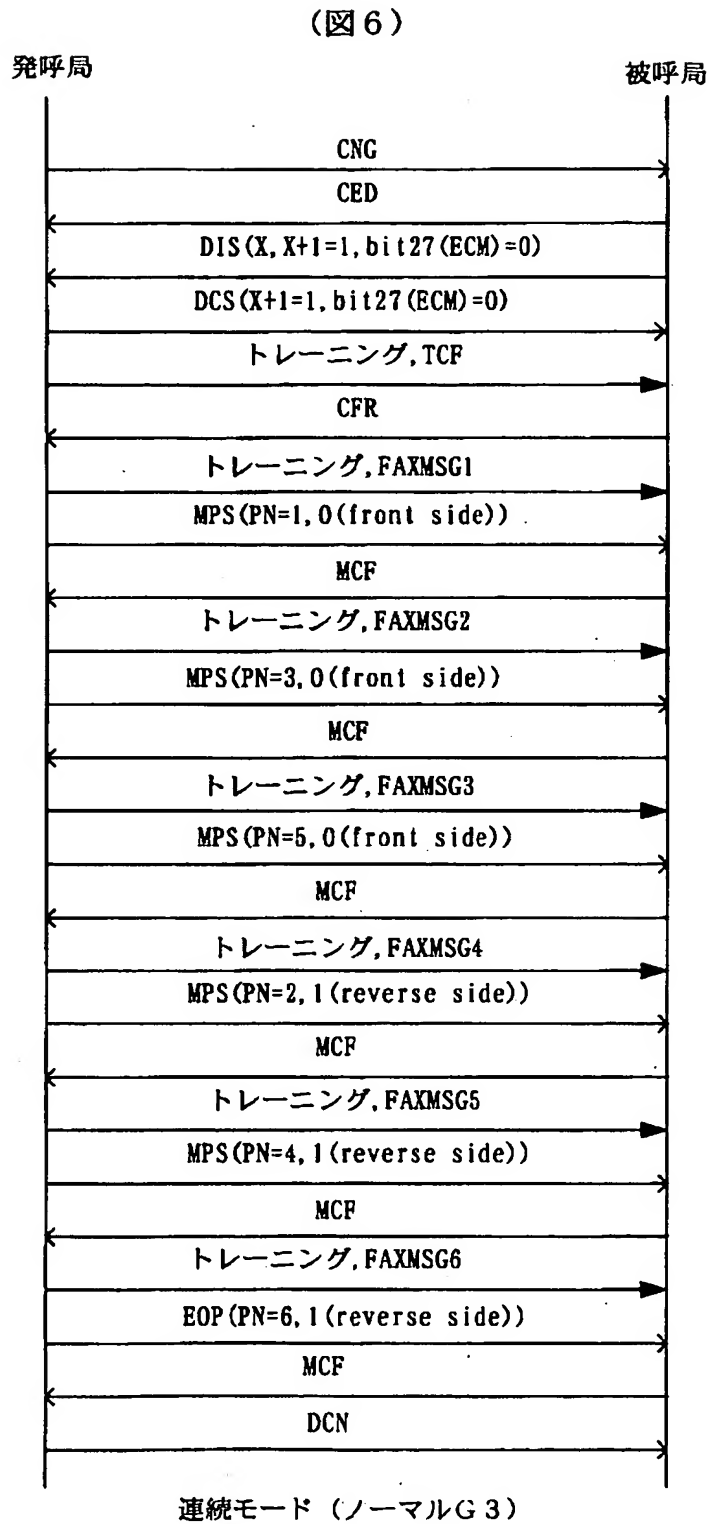 (図6)
発呼局
被呼局
CNG
CED
DIS(X,X+1=1,bit27(ECM)=0)
DCS(X+1=1,bit27(ECM)=0)
トレーニング,TCF
CFR
トレーニング,FAXMSG1
MPS(PN=1,0(front side))
MCF
トレーニング,FAXMSG2
MPS(PN=3,0(front side))
MCF
トレーニング,FAXMSG3
MPS(PN=5,0(front side))
MCF
トレーニング,FAXMSG4
MPS(PN=2,1(reverse side))
MCF
トレーニング,FAXMSG5
MPS(PN=4,1(reverse side))
MCF
トレーニング,FAXMSG6
EOP(PN=6,1(reverse side))
MCF
DCN
連続モード(ノーマルG3)